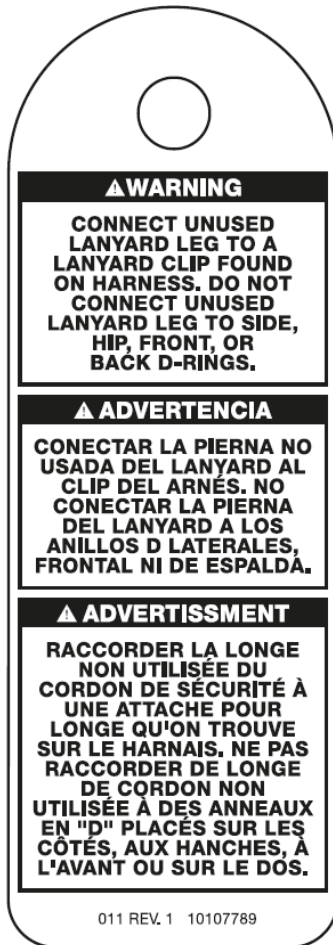 ⚠WARNING
CONNECT UNUSED
LANYARD LEG TO A
LANYARD CLIP FOUND
ON HARNESS. DO NOT
CONNECT UNUSED
LANYARD LEG TO SIDE,
HIP, FRONT, OR
BACK D-RINGS.
⚠ ADVERTENCIA
CONECTAR LA PIERNA NO
USADA DEL LANYARD AL
CLIP DEL ARNÉS. NO
CONECTAR LA PIERNA
DEL LANYARD A LOS
ANILLOS D LATERALES,
FRONTAL NI DE ESPALDA.
⚠ ADVERTISSMENT
RACCORDER LA LONGE
NON UTILISÉE DU
CORDON DE SÉCURITÉ À
UNE ATTACHE POUR
LONGE QU'ON TROUVE
SUR LE HARNAIS. NE PAS
RACCORDER DE LONGE
DE CORDON NON
UTILISÉE À DES ANNEAUX
EN "D" PLACÉS SUR LES
CÔTÉS, AUX HANCHES, À
L'AVANT OU SUR LE DOS.
011 REV. 1 10107789